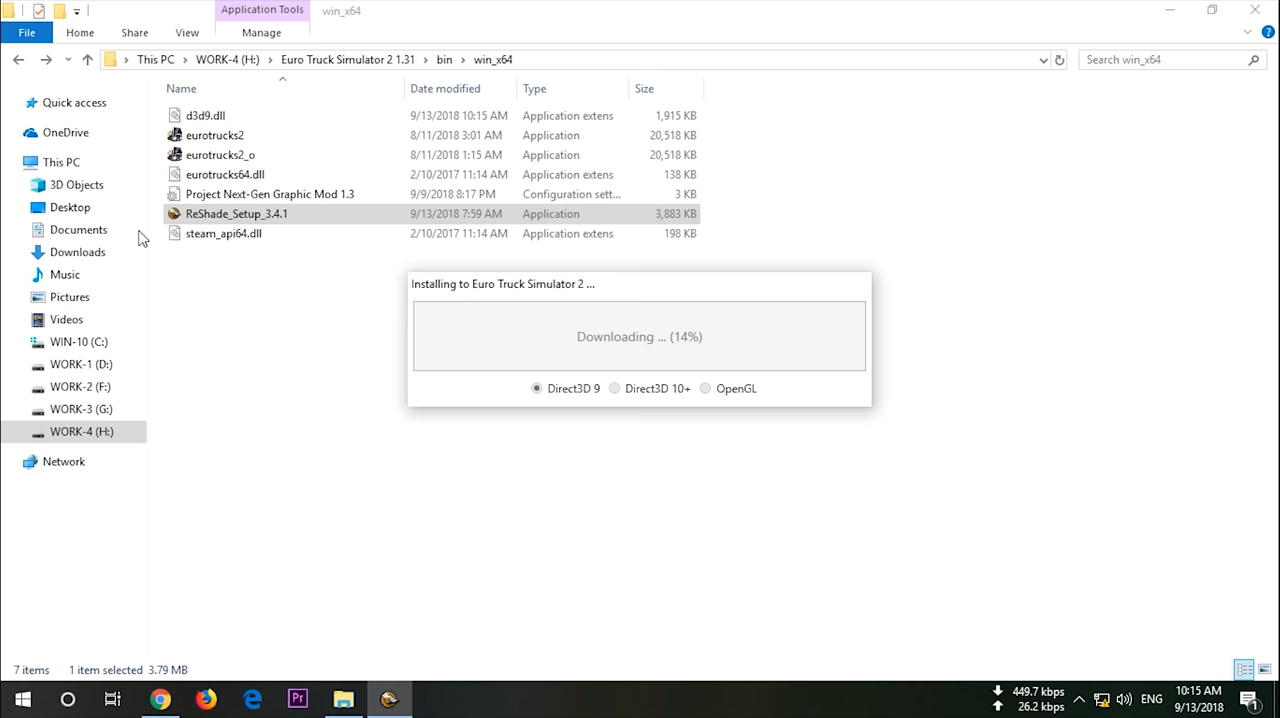 Application Tools win_x64
File Home Share View Manage
This PC WORK-4 (H:) Euro Truck Simulator 2 1.31 bin win_x64 Search win_x64
Name Date modified Type Size
Quick access
OneDrive
This PC
3D Objects
Desktop
Documents
Downloads
Music
Pictures
Videos
WIN-10 (C:)
WORK-1 (D:)
WORK-2 (F:)
WORK-3 (G:)
WORK-4 (H:)
Network
d3d9.dll 9/13/2018 10:15 AM Application extens 1,915 KB
eurotrucks2 8/11/2018 3:01 AM Application 20,518 KB
eurotrucks2_o 8/11/2018 1:15 AM Application 20,518 KB
eurotrucks64.dll 2/10/2017 11:14 AM Application extens 138 KB
Project Next-Gen Graphic Mod 1.3 9/9/2018 8:17 PM Configuration sett... 3 KB
ReShade_Setup_3.4.1 9/13/2018 7:59 AM Application 3,883 KB
steam_api64.dll 2/10/2017 11:14 AM Application extens 198 KB
Installing to Euro Truck Simulator 2 ...
Downloading ... (14%)
Direct3D 9 Direct3D 10+ OpenGL
7 items 1 item selected 3.79 MB
Pr
449.7 kbps
26.2 kbps
ENG
10:15 AM
9/13/2018
1